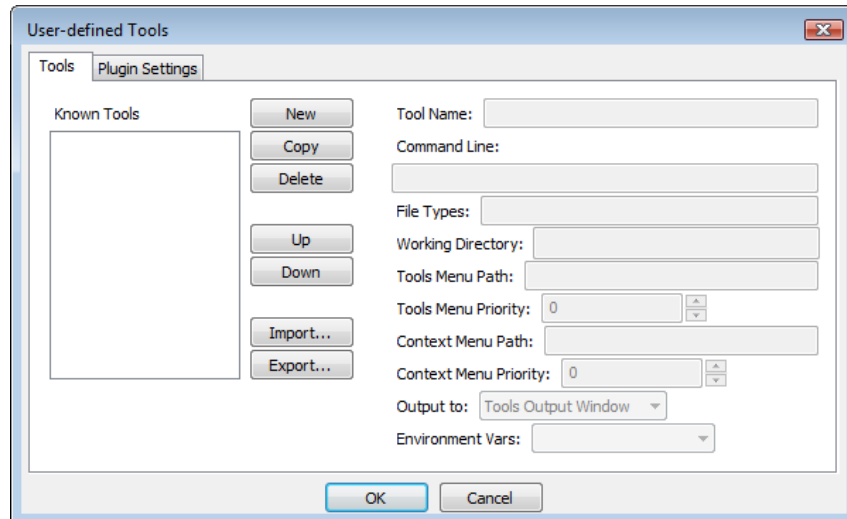 User-defined Tools
Tools
Plugin Settings
Known Tools
New
Copy
Delete
Up
Down
Import...
Export...
Tool Name:
Command Line:
File Types:
Working Directory:
Tools Menu Path:
Tools Menu Priority: 0
Context Menu Path:
Context Menu Priority: 0
Output to: Tools Output Window
Environment Vars:
OK
Cancel